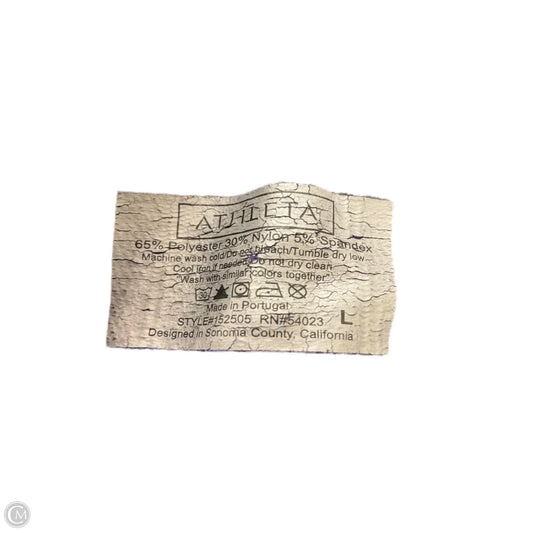 ATHLETA
65% Polyester 30% Nylon 5% Spandex
Machine wash cold/Do not bleach/Tumble dry low
Cool iron if needed/Do not dry clean
"Wash with similar colors together"
30
Made in Portugal
STYLE#152505 RN#54023 L
Designed in Sonoma County, California
CM